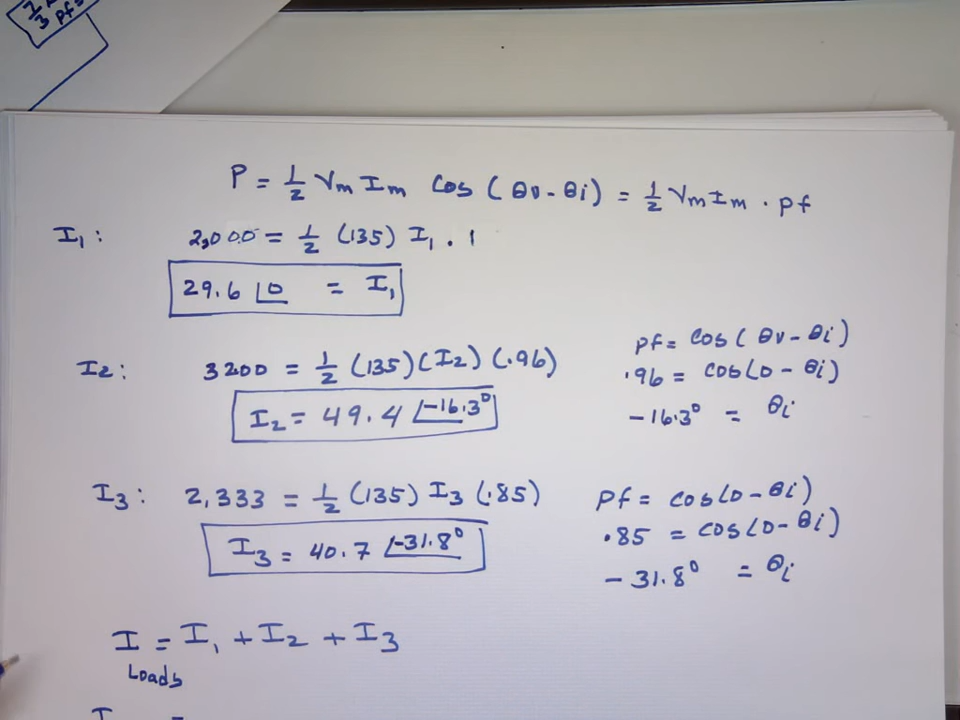 1/3 pf
P = 1/2 Vm Im cos (θv - θi) = 1/2 Vm Im · pf
I₁: 2,000 = 1/2 (135) I₁ · 1
29.6 ∠0 = I₁
I₂: 3200 = 1/2 (135)(I₂)(.96)
I₂ = 49.4 ∠-16.3°
pf = cos (θv - θi)
.96 = cos(0 - θi)
-16.3° = θi
I₃: 2,333 = 1/2 (135) I₃ (.85)
I₃ = 40.7 ∠-31.8°
pf = cos(0 - θi)
.85 = cos(0 - θi)
-31.8° = θi
I = I₁ + I₂ + I₃
Loads
I =